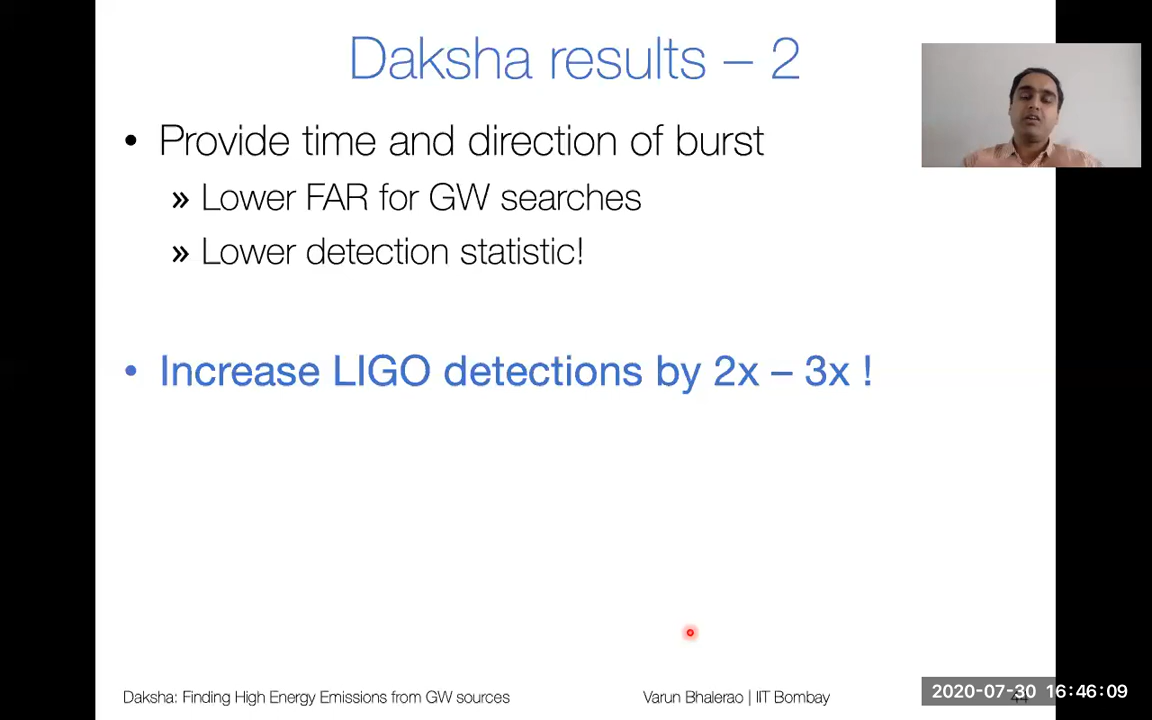 Daksha results – 2
• Provide time and direction of burst
» Lower FAR for GW searches
» Lower detection statistic!
• Increase LIGO detections by 2x – 3x !
Daksha: Finding High Energy Emissions from GW sources
Varun Bhalerao | IIT Bombay
2020-07-30 16:46:09